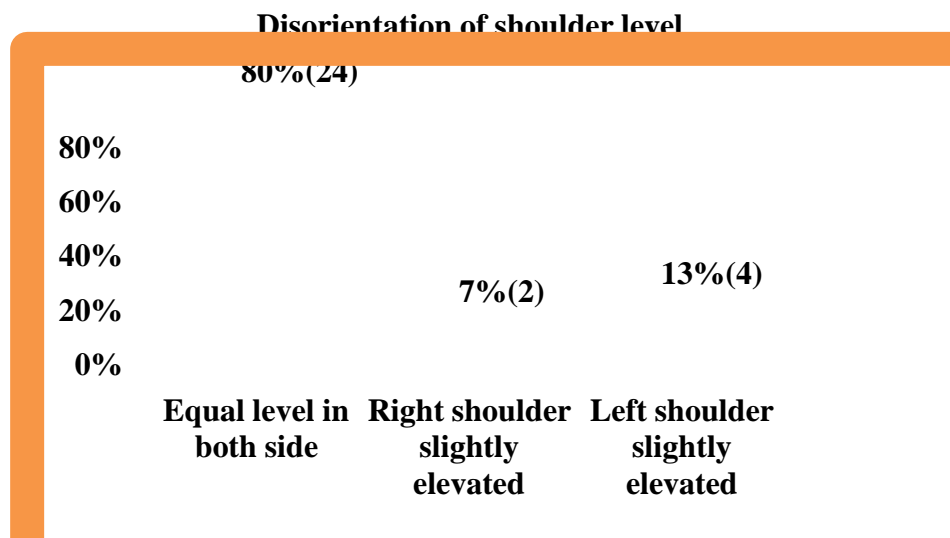 Disorientation of shoulder level
80%(24)
80%
60%
40%
20%
0%
7%(2)
13%(4)
Equal level in both side
Right shoulder slightly elevated
Left shoulder slightly elevated